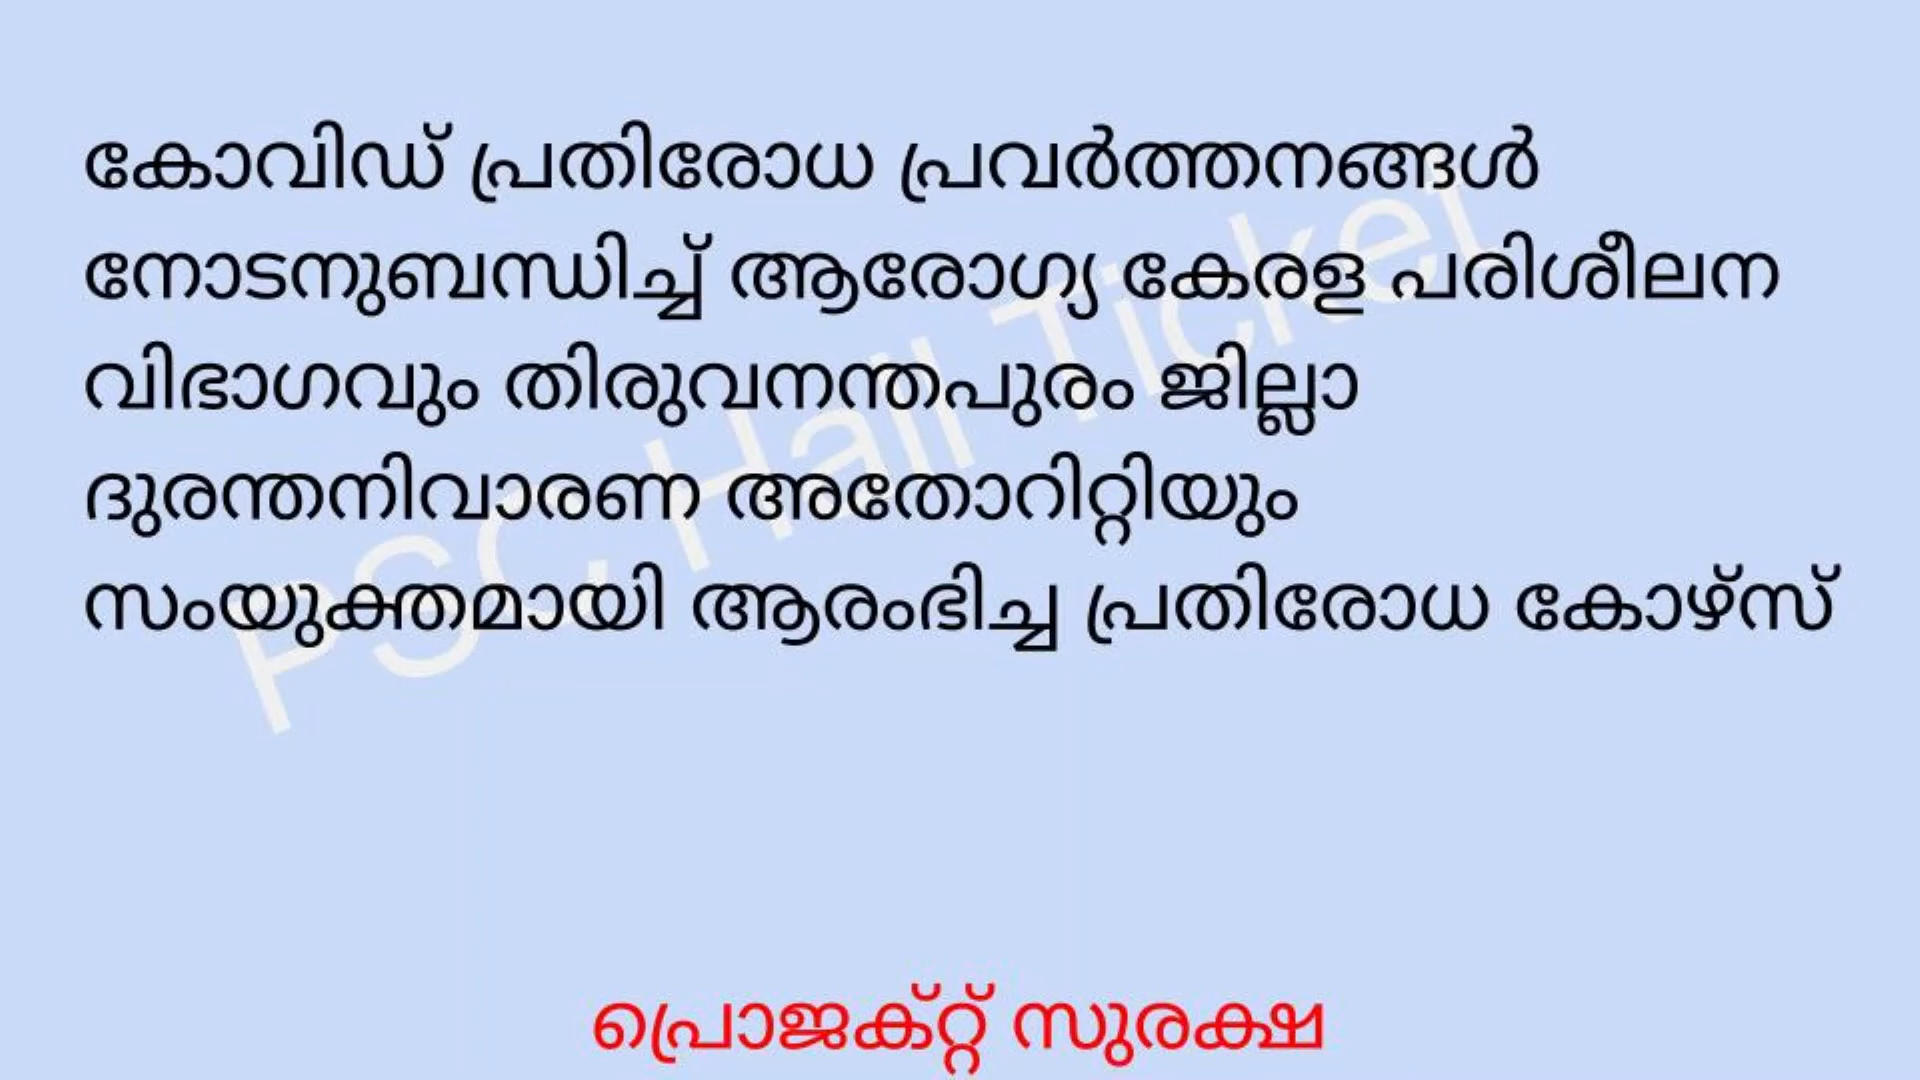 കോവിഡ് പ്രതിരോധ പ്രവർത്തനങ്ങൾ
നോടനുബന്ധിച്ച് ആരോഗ്യ കേരള പരിശീലന
വിഭാഗവും തിരുവനന്തപുരം ജില്ലാ
ദുരന്തനിവാരണ അതോറിറ്റിയും
സംയുക്തമായി ആരംഭിച്ച പ്രതിരോധ കോഴ്സ്
PSC Hall Ticket
പ്രൊജക്റ്റ് സുരക്ഷ